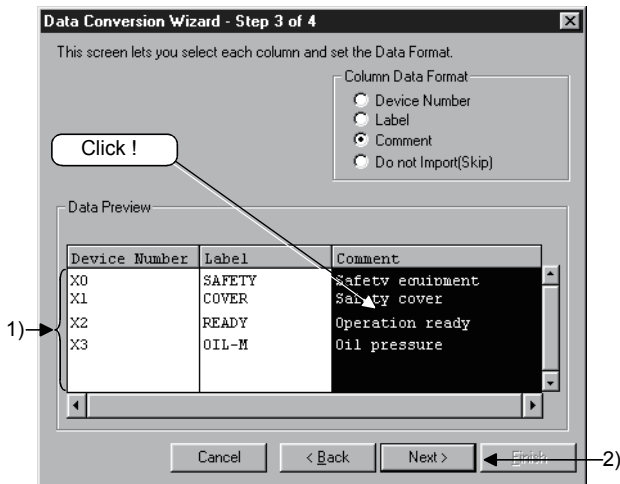 Data Conversion Wizard - Step 3 of 4
This screen lets you select each column and set the Data Format.
Column Data Format
Device Number
Label
Comment
Do not Import(Skip)
Click !
Data Preview
Device Number Label Comment
X0 SAFETY Safety equipment
X1 COVER Safety cover
X2 READY Operation ready
X3 OIL-M Oil pressure
1)
Cancel < Back Next > Finish 2)